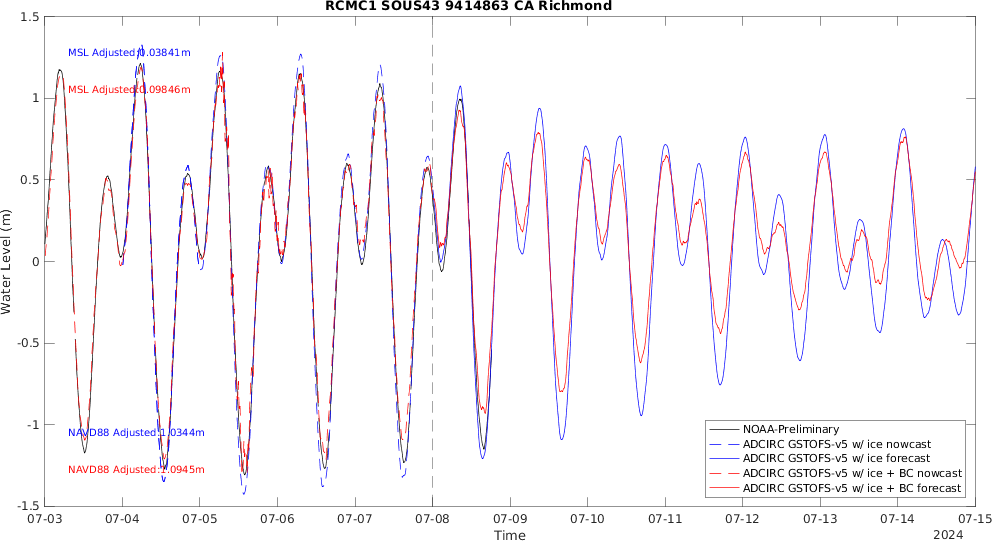 RCMC1 SOUS43 9414863 CA Richmond
1.5
1
0.5
0
-0.5
-1
-1.5
Water Level (m)
MSL Adjusted:0.03841m
MSL Adjusted:0.09846m
NAVD88 Adjusted:1.0344m
NAVD88 Adjusted:1.0945m
NOAA-Preliminary
ADCIRC GSTOFS-v5 w/ ice nowcast
ADCIRC GSTOFS-v5 w/ ice forecast
ADCIRC GSTOFS-v5 w/ ice + BC nowcast
ADCIRC GSTOFS-v5 w/ ice + BC forecast
07-03 07-04 07-05 07-06 07-07 07-08 07-09 07-10 07-11 07-12 07-13 07-14 07-15
Time
2024